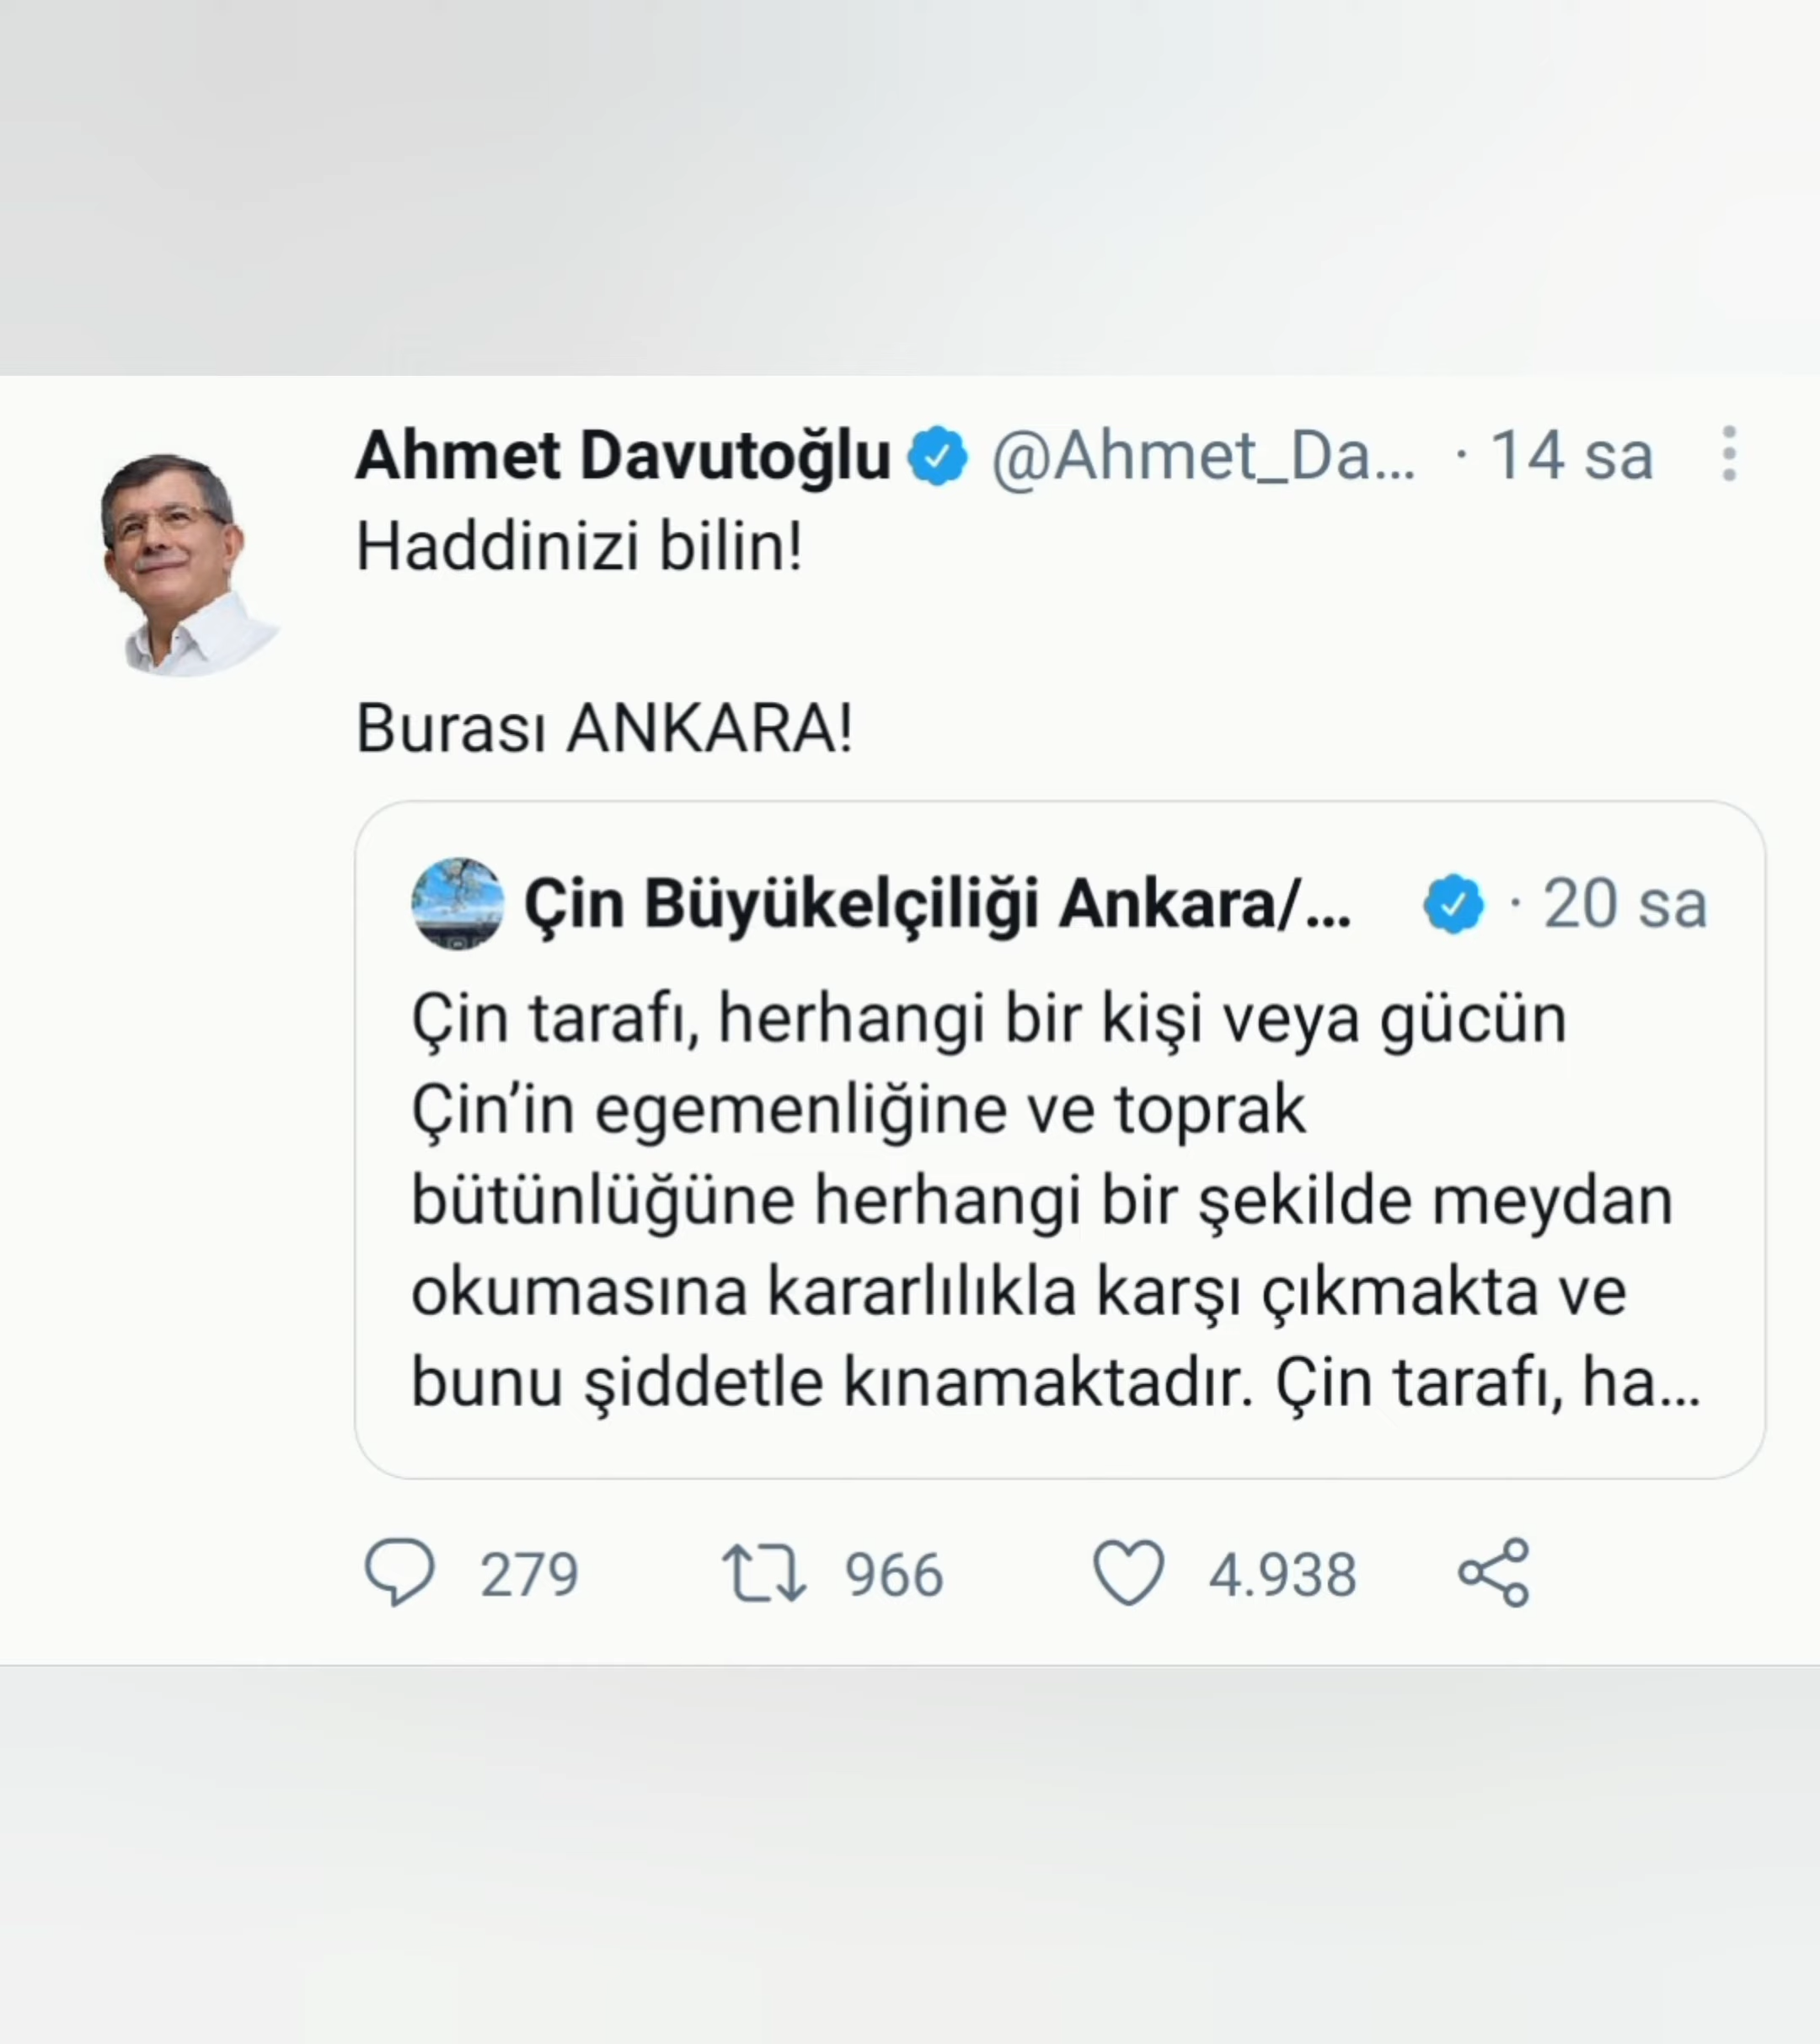 Ahmet Davutoğlu @Ahmet_Da... · 14 sa
Haddinizi bilin!
Burası ANKARA!
Çin Büyükelçiliği Ankara/... · 20 sa
Çin tarafı, herhangi bir kişi veya gücün
Çin’in egemenliğine ve toprak
bütünlüğüne herhangi bir şekilde meydan
okumasına kararlılıkla karşı çıkmakta ve
bunu şiddetle kınamaktadır. Çin tarafı, ha...
279 966 4.938